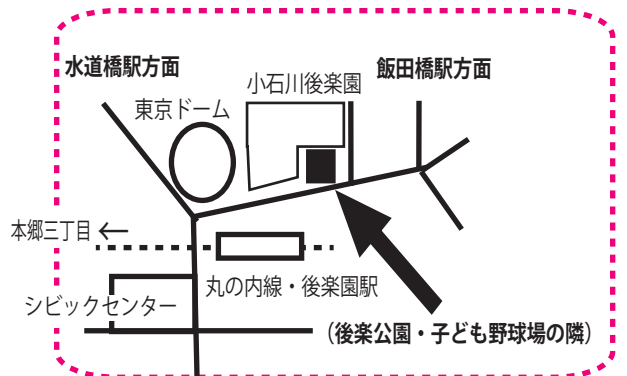 水道橋駅方面
飯田橋駅方面
小石川後楽園
東京ドーム
本郷三丁目←
丸の内線・後楽園駅
シビックセンター
（後楽公園・子ども野球場の隣）